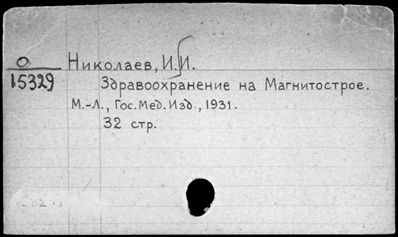 О
15329
Николаев, И.И.
Здравоохранение на Магнитострое.
М.-Л., Гос.Мед.Изд., 1931.
32 стр.